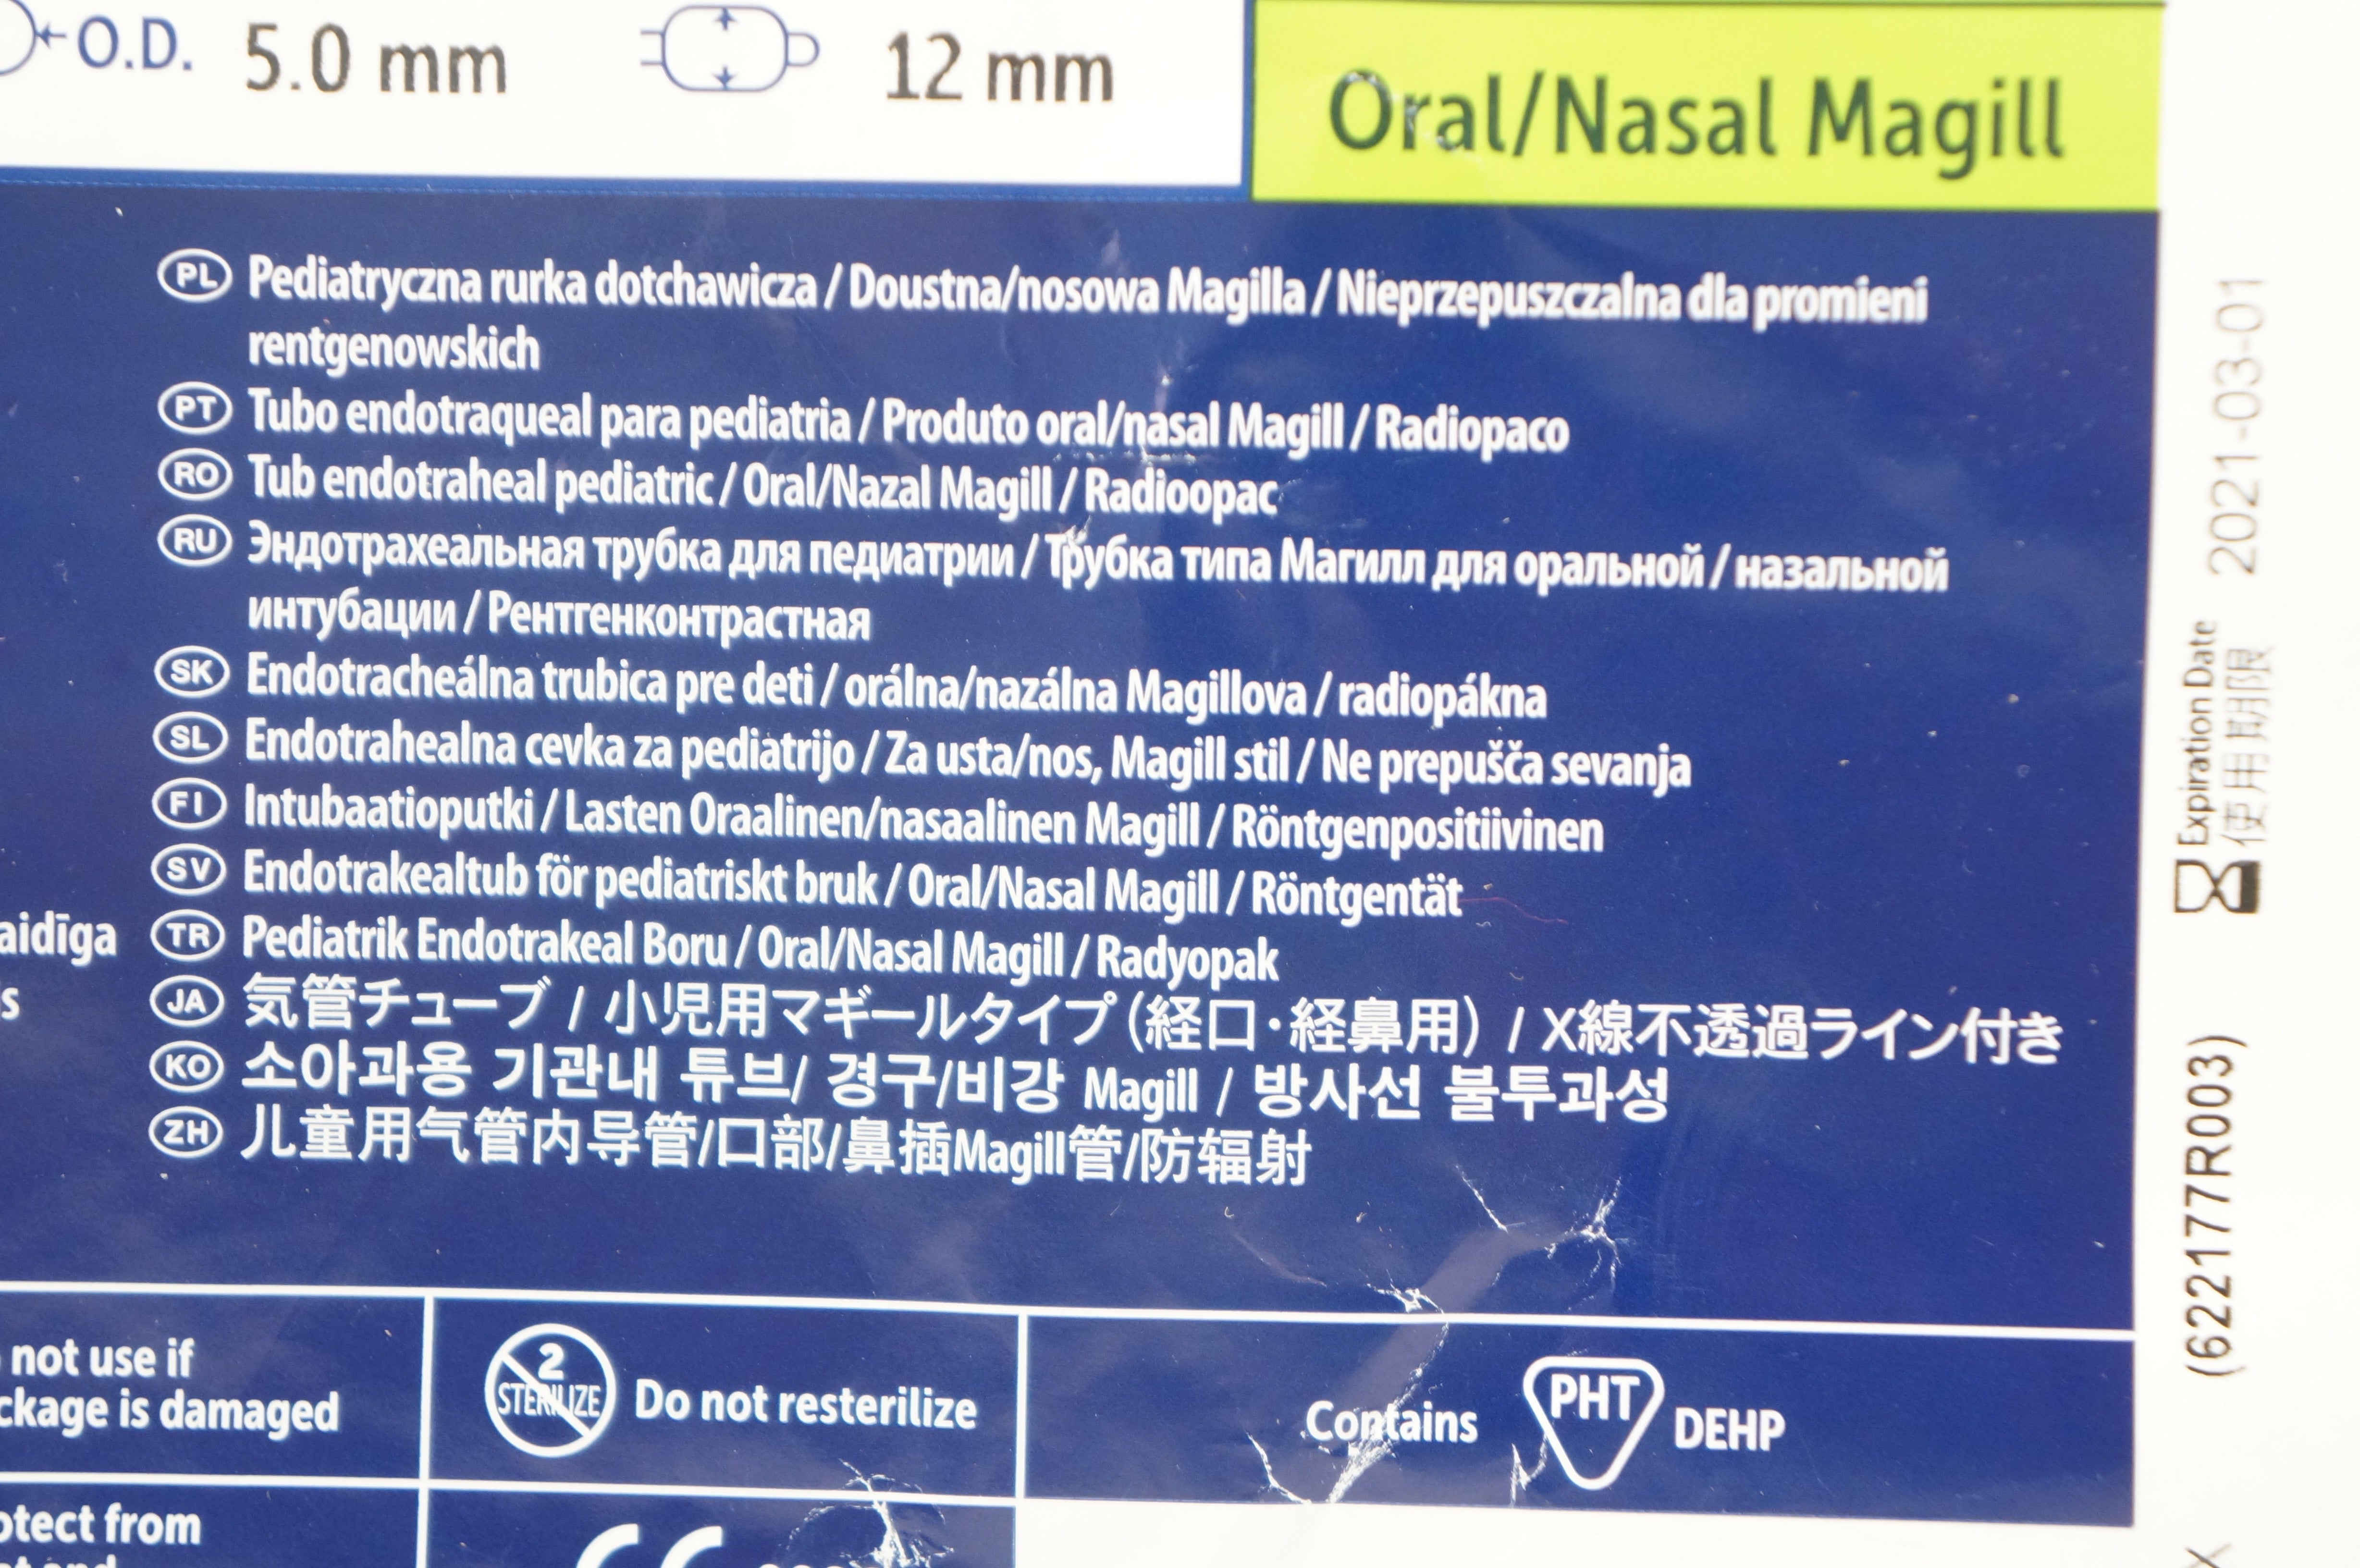 O.D. 5.0 mm 12 mm
Oral/Nasal Magill
PL Pediatryczna rurka dotchawicza / Doustna/nosowa Magilla / Nieprzepuszczalna dla promieni
rentgenowskich
PT Tubo endotraqueal para pediatria / Produto oral/nasal Magill / Radiopaco
RO Tub endotraheal pediatric / Oral/Nazal Magill / Radioopac
RU Эндотрахеальная трубка для педиатрии / Трубка типа Магилл для оральной / назальной
интубации / Рентгенконтрастная
SK Endotracheálna trubica pre deti / orálna/nazálna Magillova / radiopákna
SL Endotrahealna cevka za pediatrijo / Za usta/nos, Magill stil / Ne prepušča sevanja
FI Intubaatioputki / Lasten Oraalinen/nasaalinen Magill / Röntgenpositiivinen
SV Endotrakealtub för pediatriskt bruk / Oral/Nasal Magill / Röntgentät
aidīga
TR Pediatrik Endotrakeal Boru / Oral/Nasal Magill / Radyopak
s
JA 気管チューブ / 小児用マギールタイプ（経口・経鼻用） / X線不透過ライン付き
KO 소아과용 기관내 튜브/ 경구/비강 Magill / 방사선 불투과성
ZH 儿童用气管内导管/口部/鼻插Magill管/防辐射
not use if
ckage is damaged
2
STERILIZE
Do not resterilize
Contains PHT DEHP
otect from
CE
Expiration Date 2021-03-01
使用期限
(622177R003)